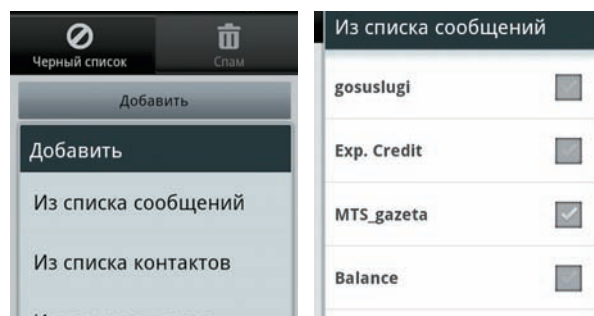 Черный список
Спам
Добавить
Добавить
Из списка сообщений
Из списка контактов
Из списка сообщений
gosuslugi
Exp. Credit
MTS_gazeta
Balance